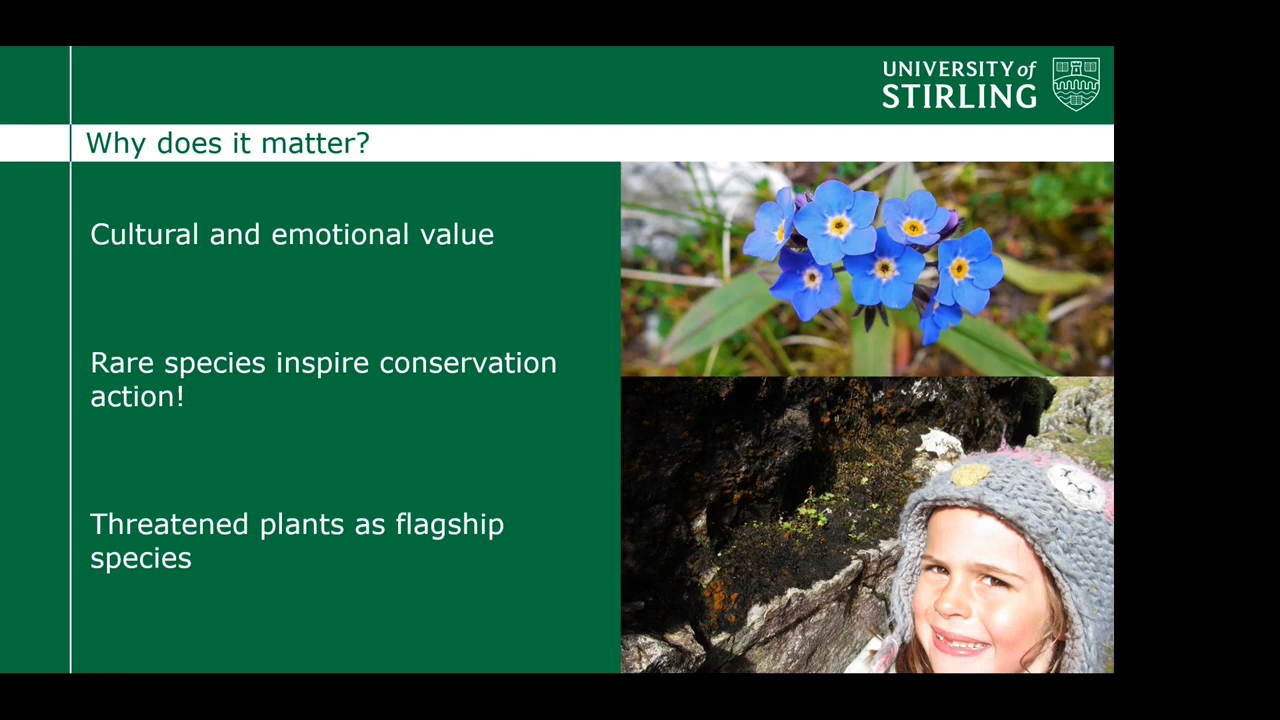 UNIVERSITY of
STIRLING
Why does it matter?
Cultural and emotional value
Rare species inspire conservation
action!
Threatened plants as flagship
species